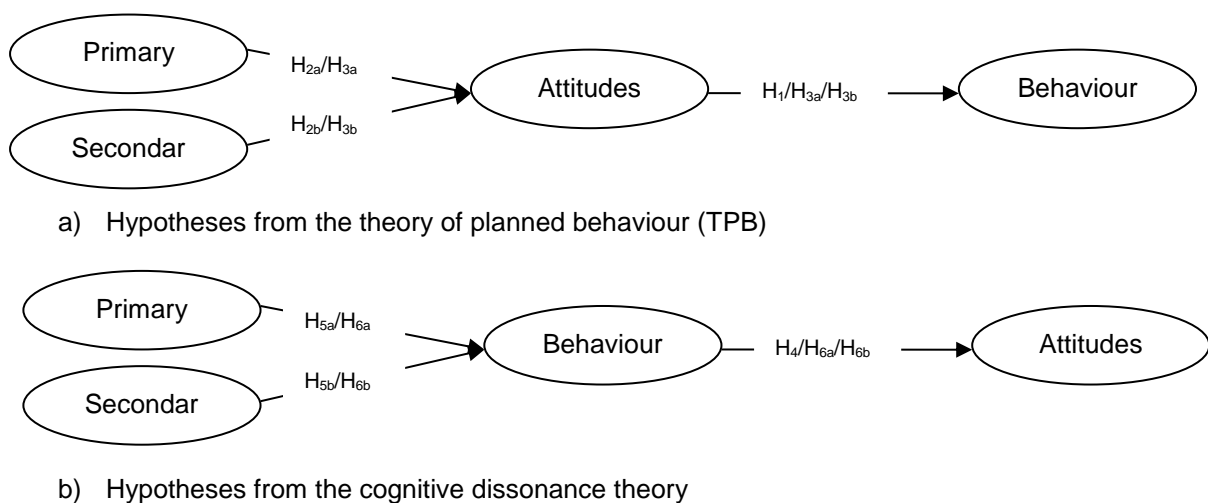 Primary
H2a/H3a
Attitudes
H1/H3a/H3b
Behaviour
H2b/H3b
Secondar
a) Hypotheses from the theory of planned behaviour (TPB)
Primary
H5a/H6a
Behaviour
H4/H6a/H6b
Attitudes
H5b/H6b
Secondar
b) Hypotheses from the cognitive dissonance theory